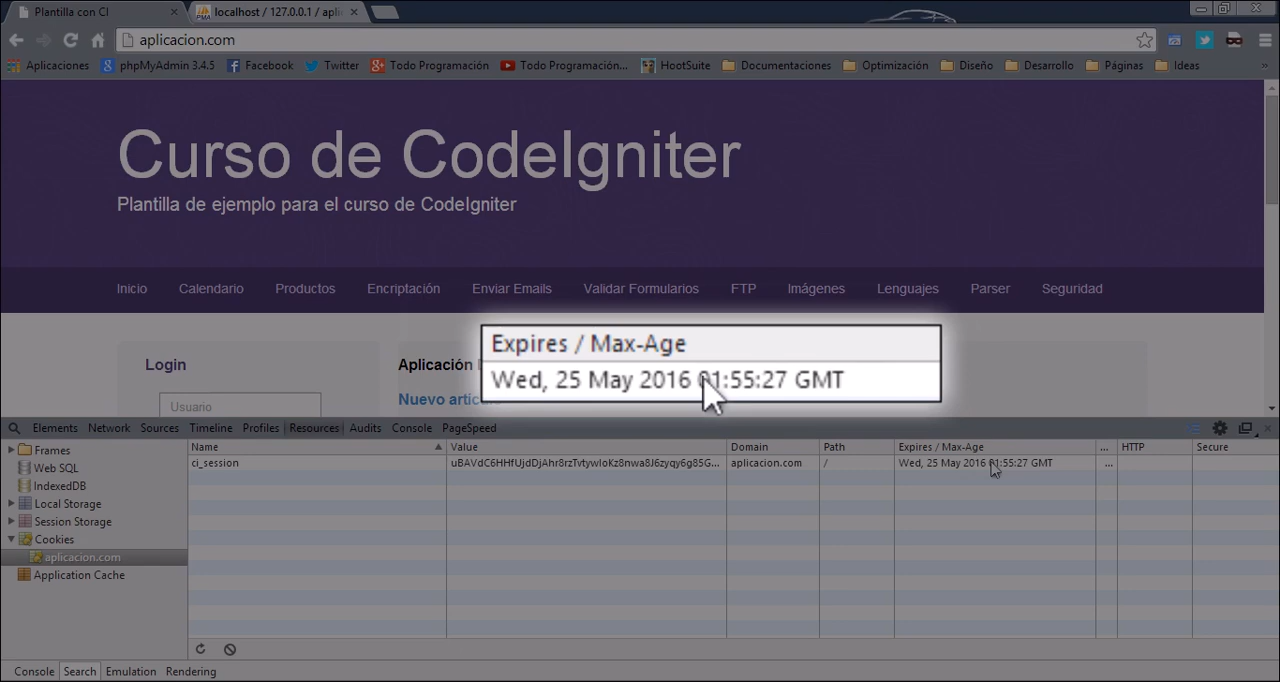 Plantilla con CI
localhost / 127.0.0.1 / apli
aplicacion.com
Aplicaciones phpMyAdmin 3.4.5 Facebook Twitter Todo Programación Todo Programación... HootSuite Documentaciones Optimización Diseño Desarrollo Páginas Ideas »
Curso de CodeIgniter
Plantilla de ejemplo para el curso de CodeIgniter
Inicio Calendario Productos Encriptación Enviar Emails Validar Formularios FTP Imágenes Lenguajes Parser Seguridad
Login
Usuario
Aplicación
Nuevo artic
Expires / Max-Age
Wed, 25 May 2016 01:55:27 GMT
Elements Network Sources Timeline Profiles Resources Audits Console PageSpeed
Frames
Web SQL
IndexedDB
Local Storage
Session Storage
Cookies
aplicacion.com
Application Cache
Name Value Domain Path Expires / Max-Age ... HTTP Secure
ci_session uBAVdC6HHfUjdDjAhr8rzTvtywIoKz8nwa8J6zyqy6g85G... aplicacion.com / Wed, 25 May 2016 01:55:27 GMT ...
Console Search Emulation Rendering